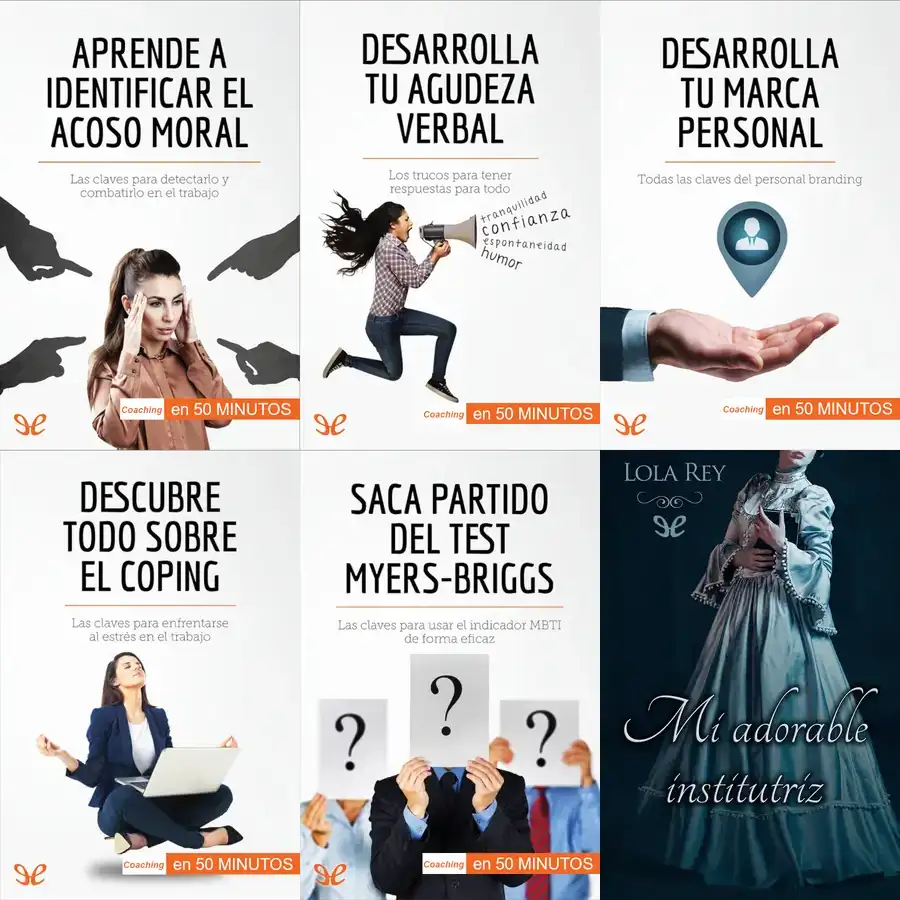 APRENDE A
IDENTIFICAR EL
ACOSO MORAL
Las claves para detectarlo y
combatirlo en el trabajo
Coaching en 50 MINUTOS
DESARROLLA
TU AGUDEZA
VERBAL
Los trucos para tener
respuestas para todo
tranquilidad
confianza
espontaneidad
humor
Coaching en 50 MINUTOS
DESARROLLA
TU MARCA
PERSONAL
Todas las claves del personal branding
Coaching en 50 MINUTOS
DESCUBRE
TODO SOBRE
EL COPING
Las claves para enfrentarse
al estrés en el trabajo
Coaching en 50 MINUTOS
SACA PARTIDO
DEL TEST
MYERS-BRIGGS
Las claves para usar el indicador MBTI
de forma eficaz
?
?
?
Coaching en 50 MINUTOS
LOLA REY
Mi adorable
institutriz